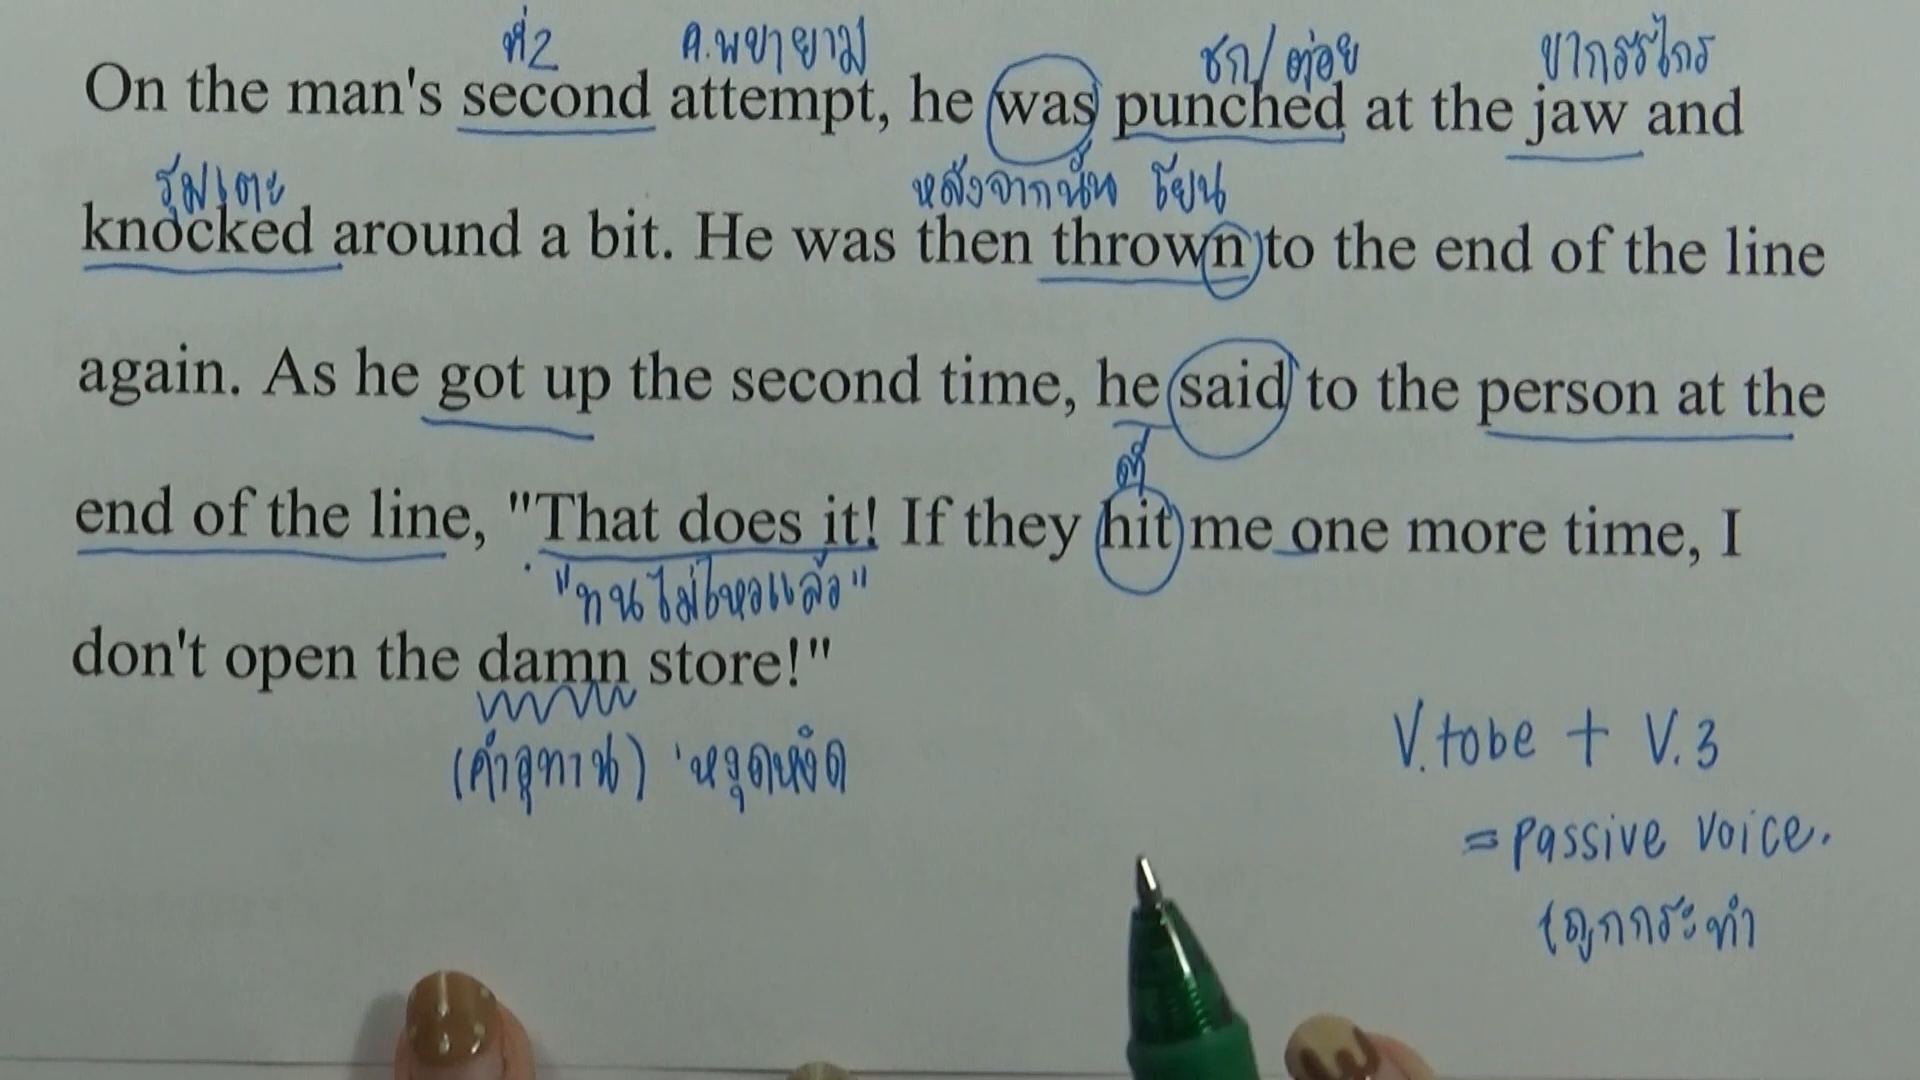 ที่2 ค.พยายาม ชก/ต่อย ขากรรไกร
On the man's second attempt, he was punched at the jaw and
รุมเตะ หลังจากนั้น โยน
knocked around a bit. He was then thrown to the end of the line
again. As he got up the second time, he said to the person at the
ตี
end of the line, "That does it! If they hit me one more time, I
"ทนไม่ไหวแล้ว"
don't open the damn store!"
(คำอุทาน) หงุดหงิด
V.tobe + V.3
= Passive voice.
ถูกกระทำ